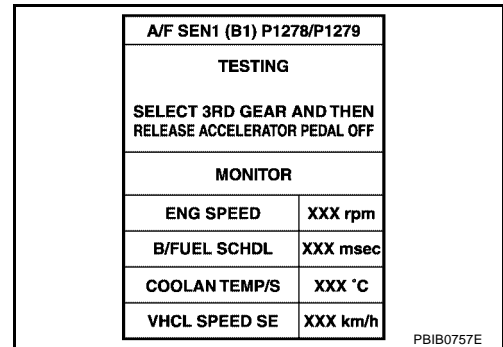 A/F SEN1 (B1) P1278/P1279
TESTING
SELECT 3RD GEAR AND THEN
RELEASE ACCELERATOR PEDAL OFF
MONITOR
ENG SPEED XXX rpm
B/FUEL SCHDL XXX msec
COOLAN TEMP/S XXX °C
VHCL SPEED SE XXX km/h
PBIB0757E